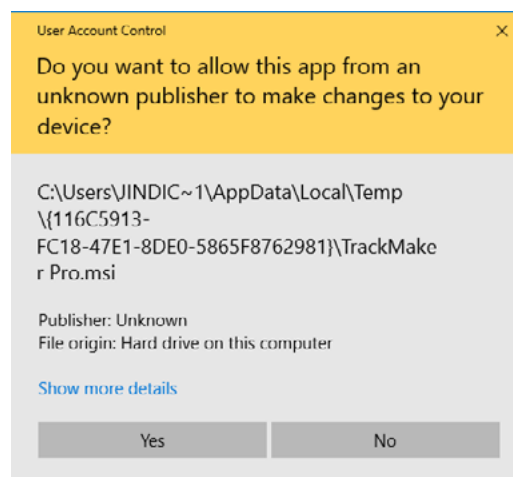 User Account Control
Do you want to allow this app from an
unknown publisher to make changes to your
device?
C:\Users\JINDIC~1\AppData\Local\Temp
\{116C5913-
FC18-47E1-8DE0-5865F8762981}\TrackMake
r Pro.msi
Publisher: Unknown
File origin: Hard drive on this computer
Show more details
Yes
No